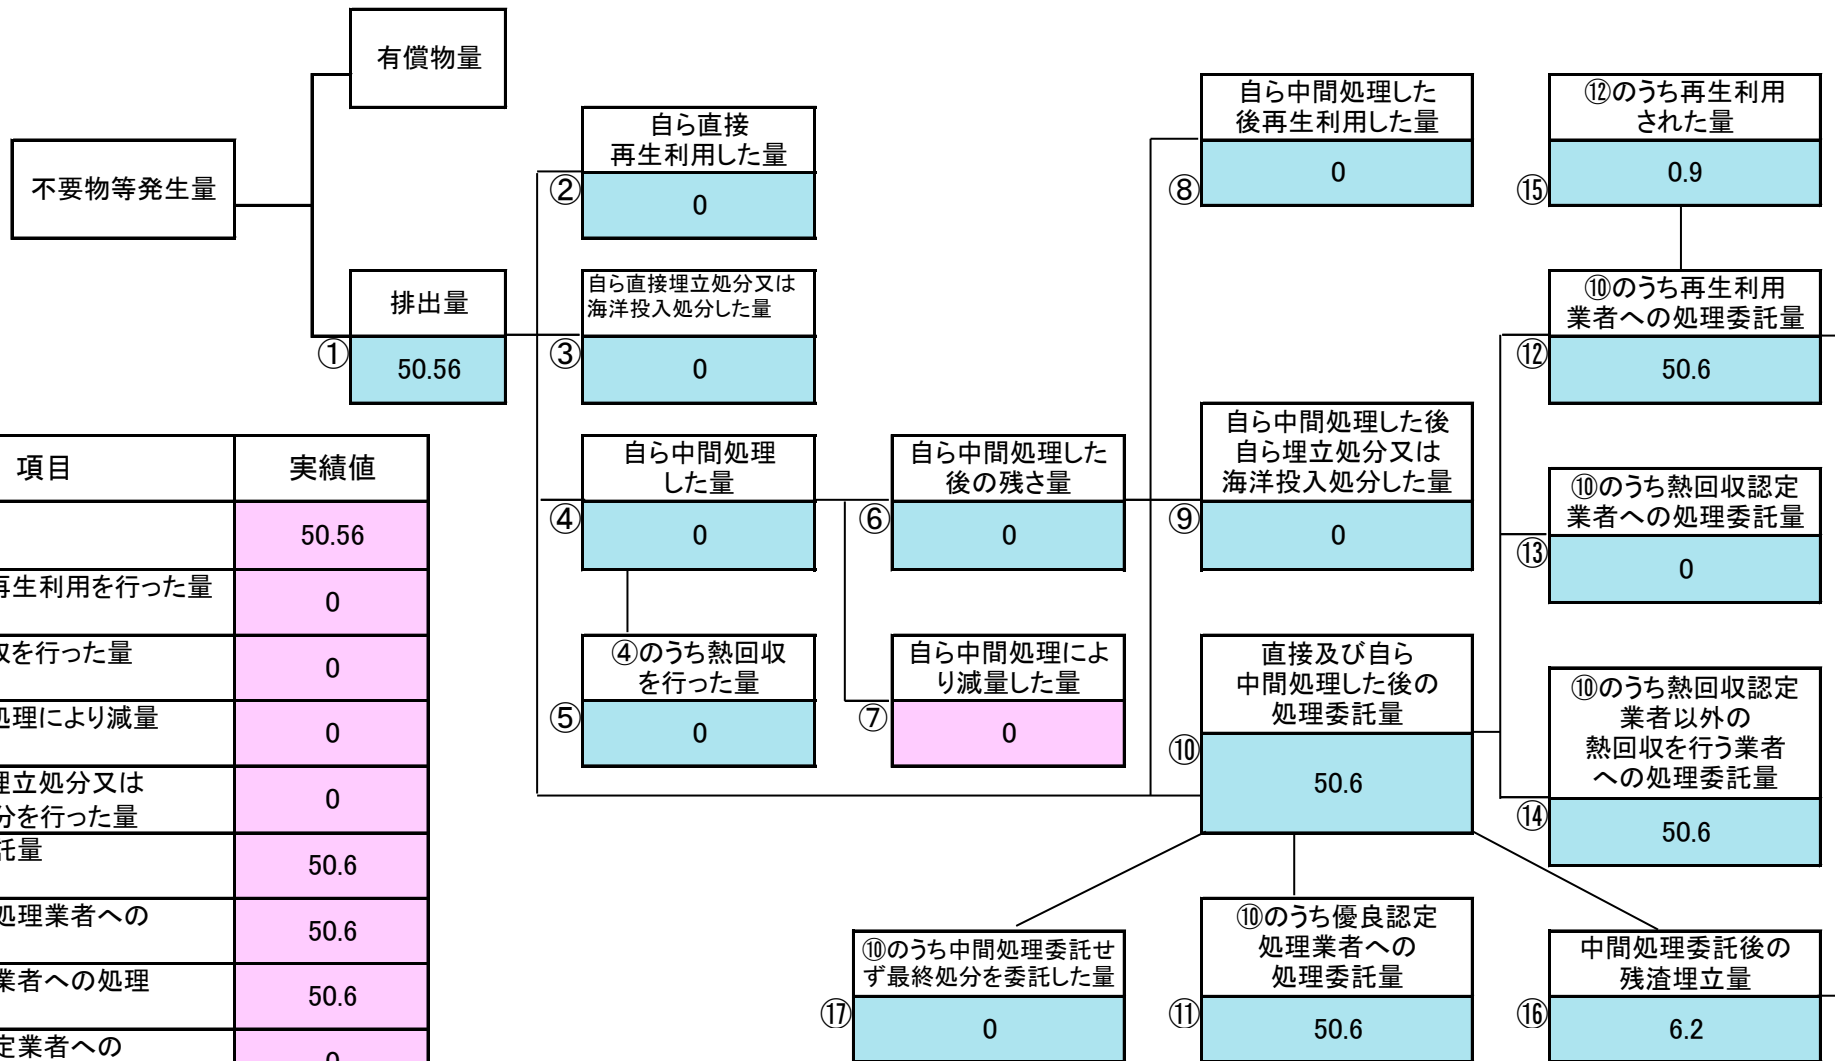 有償物量
不要物等発生量
排出量
①
50.56
自ら直接
再生利用した量
②
0
自ら直接埋立処分又は
海洋投入処分した量
③
0
自ら中間処理
した量
④
0
④のうち熱回収
を行った量
⑤
0
自ら中間処理した
後の残さ量
⑥
0
自ら中間処理によ
り減量した量
⑦
0
自ら中間処理した
後再生利用した量
⑧
0
自ら中間処理した後
自ら埋立処分又は
海洋投入処分した量
⑨
0
直接及び自ら
中間処理した後の
処理委託量
⑩
50.6
⑩のうち優良認定
処理業者への
処理委託量
⑪
50.6
⑫のうち再生利用
された量
⑮
0.9
⑩のうち再生利用
業者への処理委託量
⑫
50.6
⑩のうち熱回収認定
業者への処理委託量
⑬
0
⑩のうち熱回収認定
業者以外の
熱回収を行う業者
への処理委託量
⑭
50.6
中間処理委託後の
残渣埋立量
⑯
6.2
⑩のうち中間処理委託せ
ず最終処分を委託した量
⑰
0
項目 実績値
50.56
再生利用を行った量 0
を行った量 0
処理により減量 0
埋立処分又は
分を行った量 0
託量 50.6
処理業者への 50.6
業者への処理 50.6
定業者への 0